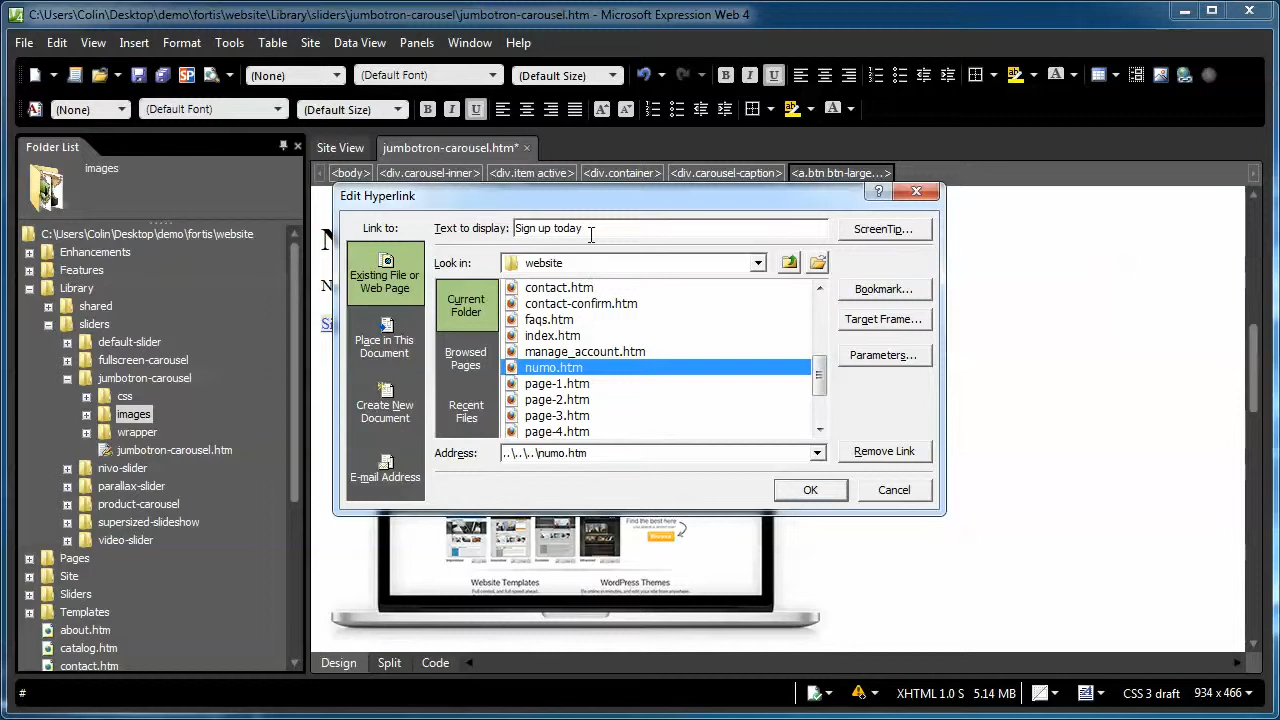 C:\Users\Colin\Desktop\demo\fortis\website\Library\sliders\jumbotron-carousel\jumbotron-carousel.htm - Microsoft Expression Web 4
File Edit View Insert Format Tools Table Site Data View Panels Window Help
(None) (Default Font) (Default Size) B I U A
(None) (Default Font) (Default Size) B I U A A ab A
Folder List
images
C:\Users\Colin\Desktop\demo\fortis\website
Enhancements
Features
Library
shared
sliders
default-slider
fullscreen-carousel
jumbotron-carousel
css
images
wrapper
jumbotron-carousel.htm
nivo-slider
parallax-slider
product-carousel
supersized-slideshow
video-slider
Pages
Site
Sliders
Templates
about.htm
catalog.htm
contact.htm
Site View jumbotron-carousel.htm*
<body> <div.carousel-inner> <div.item active> <div.container> <div.carousel-caption> <a.btn btn-large...>
Edit Hyperlink
Link to:
Existing File or
Web Page
Place in This
Document
Create New
Document
E-mail Address
Text to display: Sign up today
ScreenTip...
Look in: website
Current
Folder
Browsed
Pages
Recent
Files
contact.htm
contact-confirm.htm
faqs.htm
index.htm
manage_account.htm
numo.htm
page-1.htm
page-2.htm
page-3.htm
page-4.htm
Bookmark...
Target Frame...
Parameters...
Address: ..\..\..\numo.htm
Remove Link
OK Cancel
Find the best here
Website Templates WordPress Themes
Design Split Code
# XHTML 1.0 S 5.14 MB CSS 3 draft 934 x 466